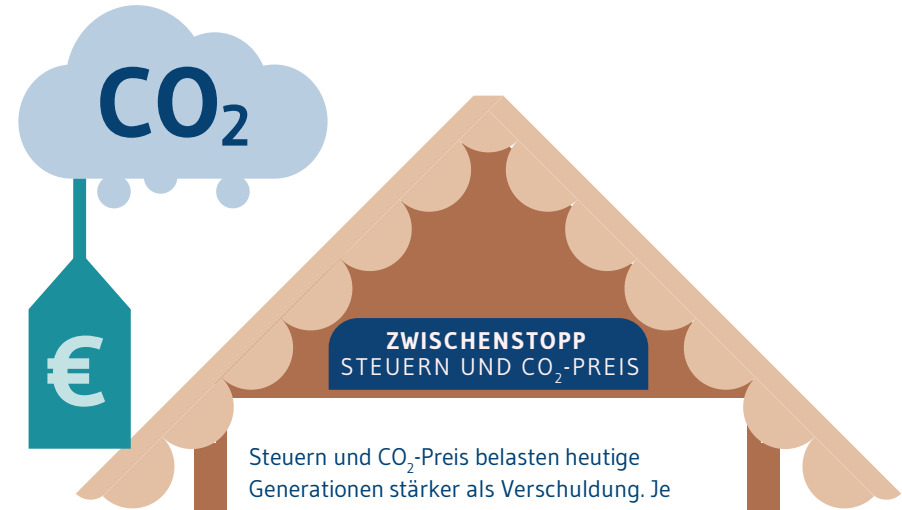 CO₂
€
ZWISCHENSTOPP
STEUERN UND CO₂-PREIS
Steuern und CO₂-Preis belasten heutige
Generationen stärker als Verschuldung. Je